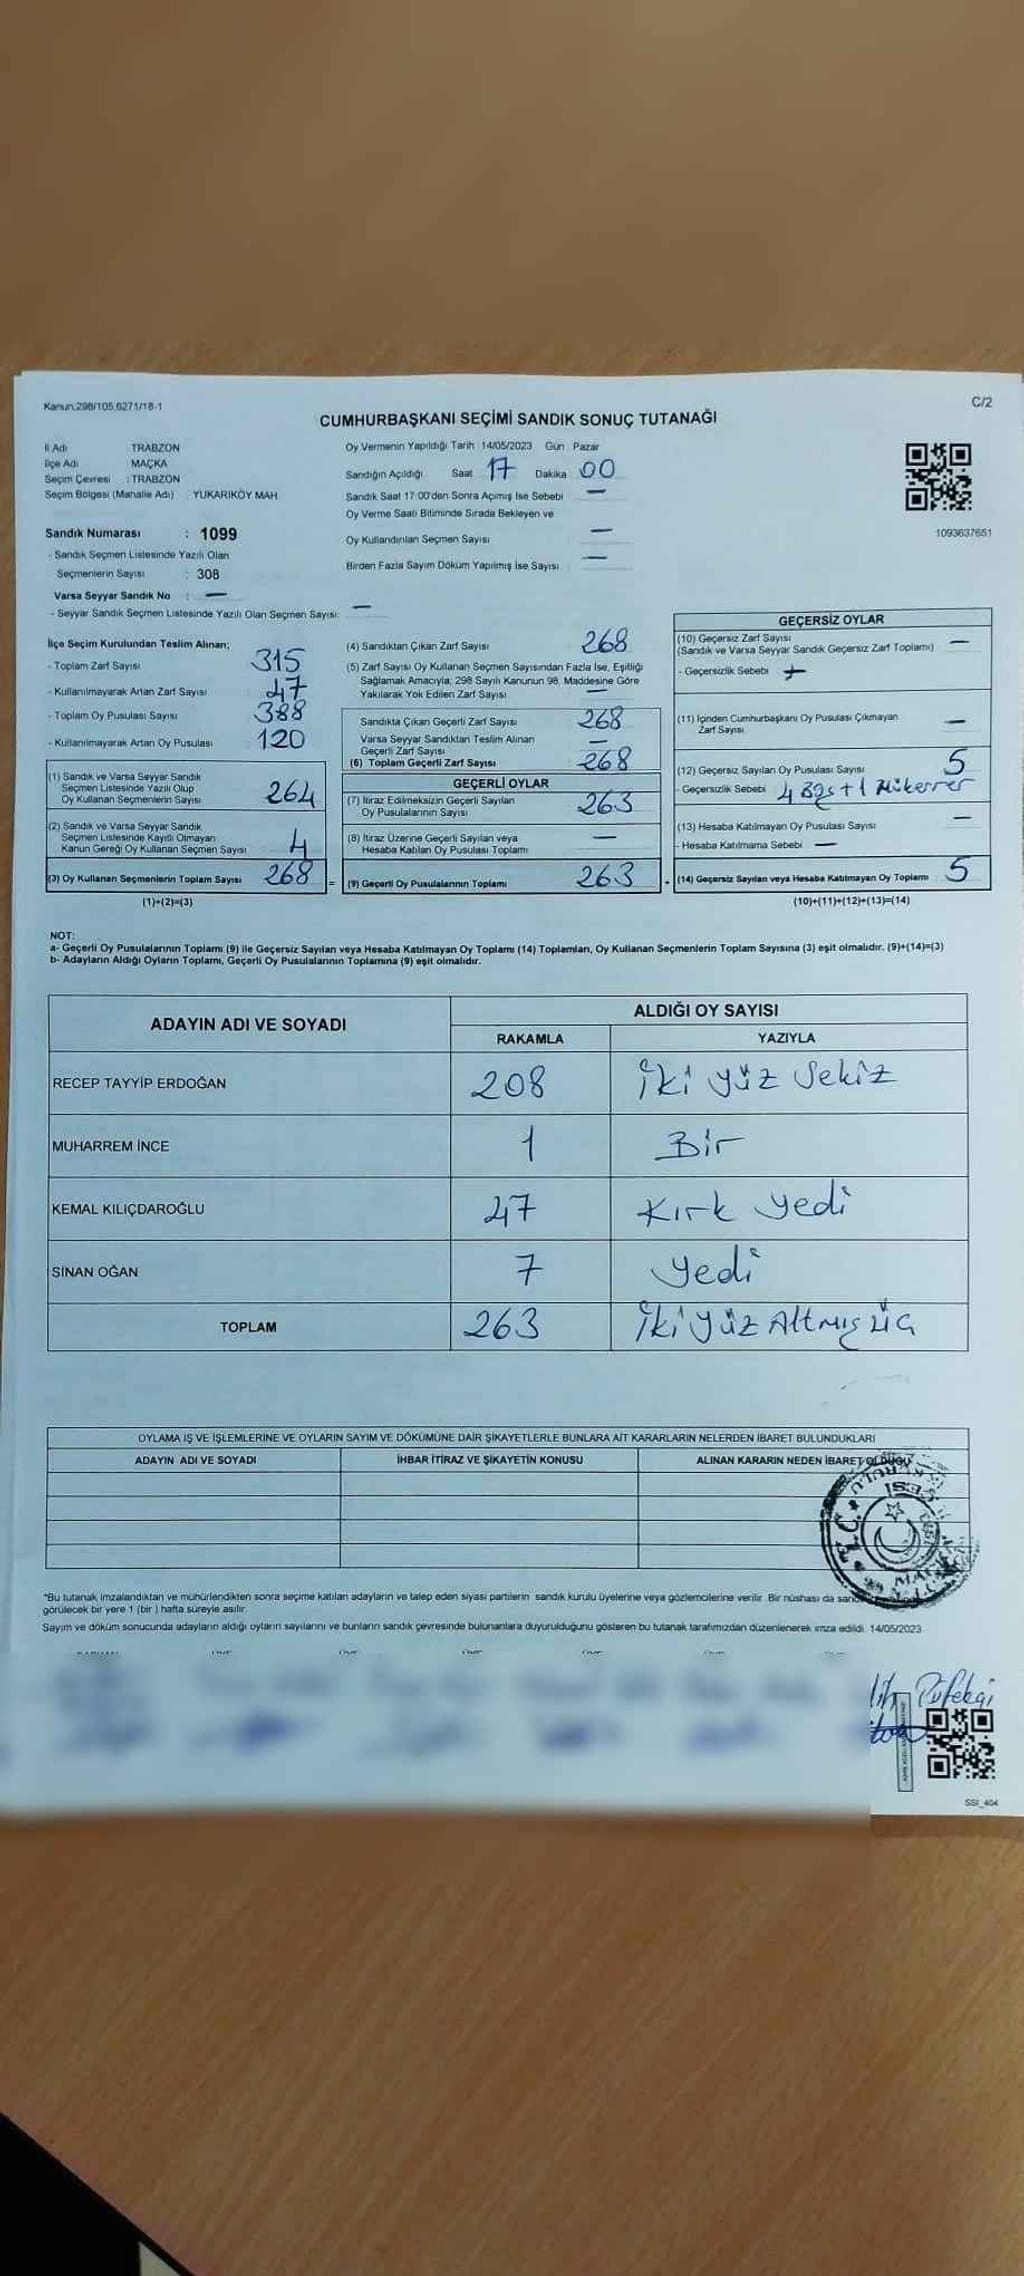 Kanun:298/105,6271/18-1
C/2
CUMHURBAŞKANI SEÇİMİ SANDIK SONUÇ TUTANAĞI
İl Adı TRABZON
İlçe Adı MAÇKA
Seçim Çevresi : TRABZON
Seçim Bölgesi (Mahalle Adı) YUKARIKÖY MAH.
Oy Vermenin Yapıldığı Tarih 14/05/2023 Gün Pazar
Sandığın Açıldığı Saat 17 Dakika 00
Sandık Saat 17:00'den Sonra Açılmış İse Sebebi —
Oy Verme Saati Bitiminde Sırada Bekleyen ve
Oy Kullandırılan Seçmen Sayısı —
Birden Fazla Sayım Döküm Yapılmış İse Sayısı —
1093637651
Sandık Numarası : 1099
- Sandık Seçmen Listesinde Yazılı Olan
Seçmenlerin Sayısı : 308
Varsa Seyyar Sandık No : —
- Seyyar Sandık Seçmen Listesinde Yazılı Olan Seçmen Sayısı: —
İlçe Seçim Kurulundan Teslim Alınan;
- Toplam Zarf Sayısı 315
- Kullanılmayarak Artan Zarf Sayısı 47
- Toplam Oy Pusulası Sayısı 388
- Kullanılmayarak Artan Oy Pusulası 120
(1) Sandık ve Varsa Seyyar Sandık
Seçmen Listesinde Yazılı Olup
Oy Kullanan Seçmenlerin Sayısı 264
(2) Sandık ve Varsa Seyyar Sandık
Seçmen Listesinde Kayıtlı Olmayan
Kanun Gereği Oy Kullanan Seçmen Sayısı 4
(3) Oy Kullanan Seçmenlerin Toplam Sayısı 268
(1)+(2)=(3)
(4) Sandıktan Çıkan Zarf Sayısı 268
(5) Zarf Sayısı Oy Kullanan Seçmen Sayısından Fazla İse, Eşitliği
Sağlamak Amacıyla; 298 Sayılı Kanunun 98. Maddesine Göre
Yakılarak Yok Edilen Zarf Sayısı —
Sandıkta Çıkan Geçerli Zarf Sayısı 268
Varsa Seyyar Sandıktan Teslim Alınan
Geçerli Zarf Sayısı —
(6) Toplam Geçerli Zarf Sayısı 268
GEÇERLİ OYLAR
(7) İtiraz Edilmeksizin Geçerli Sayılan
Oy Pusulalarının Sayısı 263
(8) İtiraz Üzerine Geçerli Sayılan veya
Hesaba Katılan Oy Pusulası Toplamı —
= (9) Geçerli Oy Pusulalarının Toplamı 263
GEÇERSİZ OYLAR
(10) Geçersiz Zarf Sayısı —
(Sandık ve Varsa Seyyar Sandık Geçersiz Zarf Toplamı)
- Geçersizlik Sebebi
(11) İçinden Cumhurbaşkanı Oy Pusulası Çıkmayan
Zarf Sayısı —
(12) Geçersiz Sayılan Oy Pusulası Sayısı 5
- Geçersizlik Sebebi 4 Boş + 1 Mükerrer
(13) Hesaba Katılmayan Oy Pusulası Sayısı —
- Hesaba Katılmama Sebebi —
+ (14) Geçersiz Sayılan veya Hesaba Katılmayan Oy Toplamı 5
(10)+(11)+(12)+(13)=(14)
NOT:
a- Geçerli Oy Pusulalarının Toplamı (9) ile Geçersiz Sayılan veya Hesaba Katılmayan Oy Toplamı (14) Toplamları, Oy Kullanan Seçmenlerin Toplam Sayısına (3) eşit olmalıdır. (9)+(14)=(3)
b- Adayların Aldığı Oyların Toplamı, Geçerli Oy Pusulalarının Toplamına (9) eşit olmalıdır.
ADAYIN ADI VE SOYADI ALDIĞI OY SAYISI
RAKAMLA YAZIYLA
RECEP TAYYİP ERDOĞAN 208 İki yüz Sekiz
MUHARREM İNCE 1 Bir
KEMAL KILIÇDAROĞLU 47 Kırk yedi
SİNAN OĞAN 7 yedi
TOPLAM 263 İki yüz Altmış üç
OYLAMA İŞ VE İŞLEMLERİNE VE OYLARIN SAYIM VE DÖKÜMÜNE DAİR ŞİKAYETLERLE BUNLARA AİT KARARLARIN NELERDEN İBARET BULUNDUKLARI
ADAYIN ADI VE SOYADI İHBAR İTİRAZ VE ŞİKAYETİN KONUSU ALINAN KARARIN NEDEN İBARET OLDUĞU
T.C.
*Bu tutanak imzalandıktan ve mühürlendikten sonra seçime katılan adayların ve talep eden siyasi partilerin sandık kurulu üyelerine veya gözlemcilerine verilir. Bir nüshası da
görülecek bir yere 1 (bir ) hafta süreyle asılır.
Sayım ve döküm sonucunda adayların aldığı oyların sayılarını ve bunların sandık çevresinde bulunanlara duyurulduğunu gösteren bu tutanak tarafımızdan düzenlenerek imza edildi. 14/05/2023
SSI_404